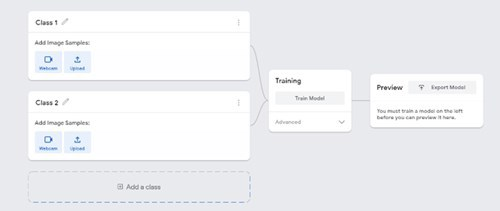 Class 1
Add Image Samples:
Webcam
Upload
Class 2
Add Image Samples:
Webcam
Upload
Add a class
Training
Train Model
Advanced
Preview
Export Model
You must train a model on the left
before you can preview it here.